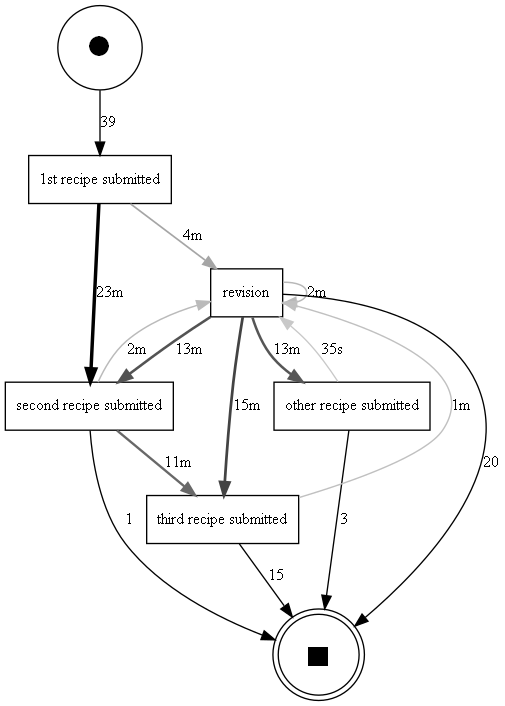 39
1st recipe submitted
4m
23m
revision
2m
2m
13m
13m
35s
second recipe submitted
15m
other recipe submitted
1m
11m
20
third recipe submitted
1
3
15